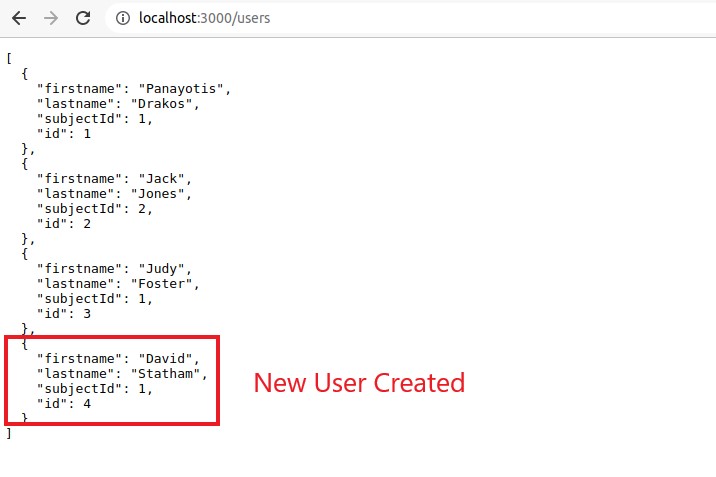 localhost:3000/users
[
  {
    "firstname": "Panayotis",
    "lastname": "Drakos",
    "subjectId": 1,
    "id": 1
  },
  {
    "firstname": "Jack",
    "lastname": "Jones",
    "subjectId": 2,
    "id": 2
  },
  {
    "firstname": "Judy",
    "lastname": "Foster",
    "subjectId": 1,
    "id": 3
  },
  {
    "firstname": "David",
    "lastname": "Statham",
    "subjectId": 1,
    "id": 4
  }
]
New User Created